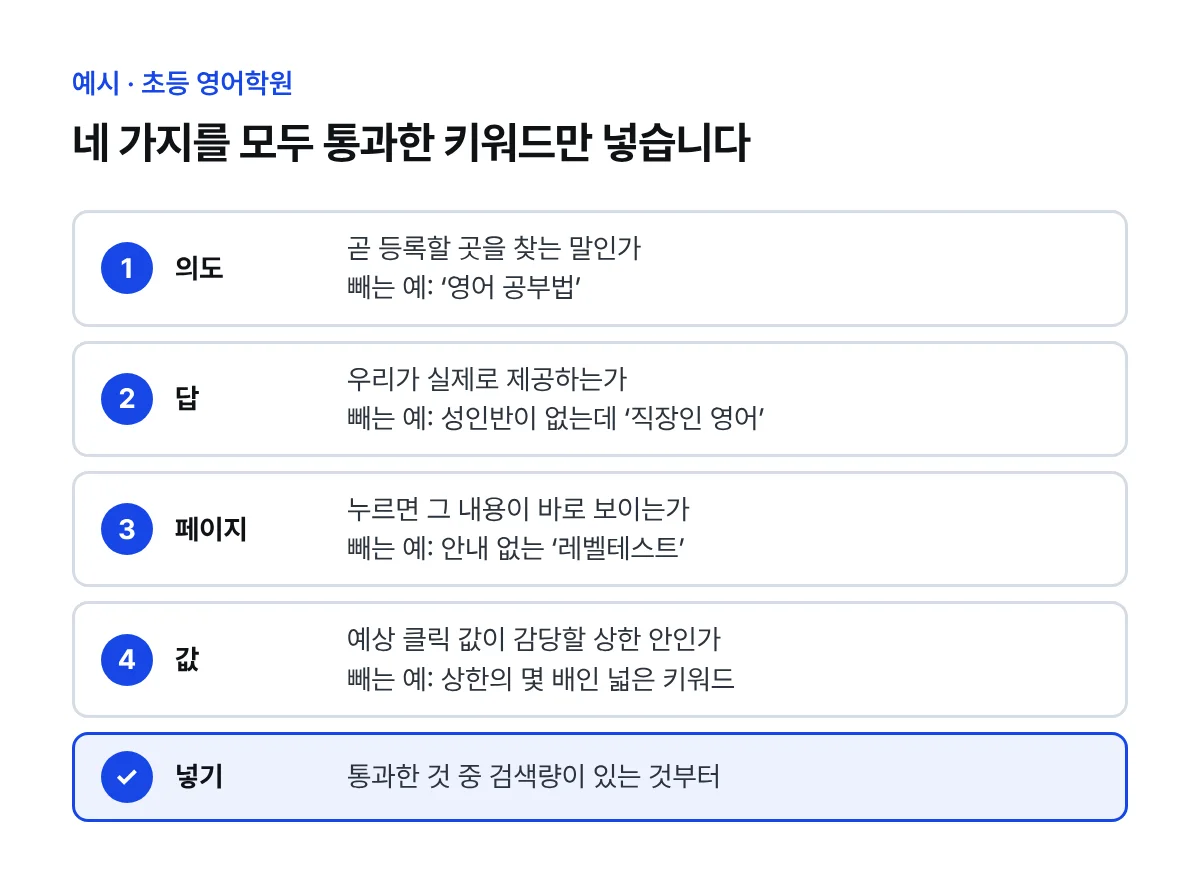 예시 · 초등 영어학원
네 가지를 모두 통과한 키워드만 넣습니다
1 의도
곧 등록할 곳을 찾는 말인가
빼는 예: ‘영어 공부법’
2 답
우리가 실제로 제공하는가
빼는 예: 성인반이 없는데 ‘직장인 영어’
3 페이지
누르면 그 내용이 바로 보이는가
빼는 예: 안내 없는 ‘레벨테스트’
4 값
예상 클릭 값이 감당할 상한 안인가
빼는 예: 상한의 몇 배인 넓은 키워드
넣기
통과한 것 중 검색량이 있는 것부터